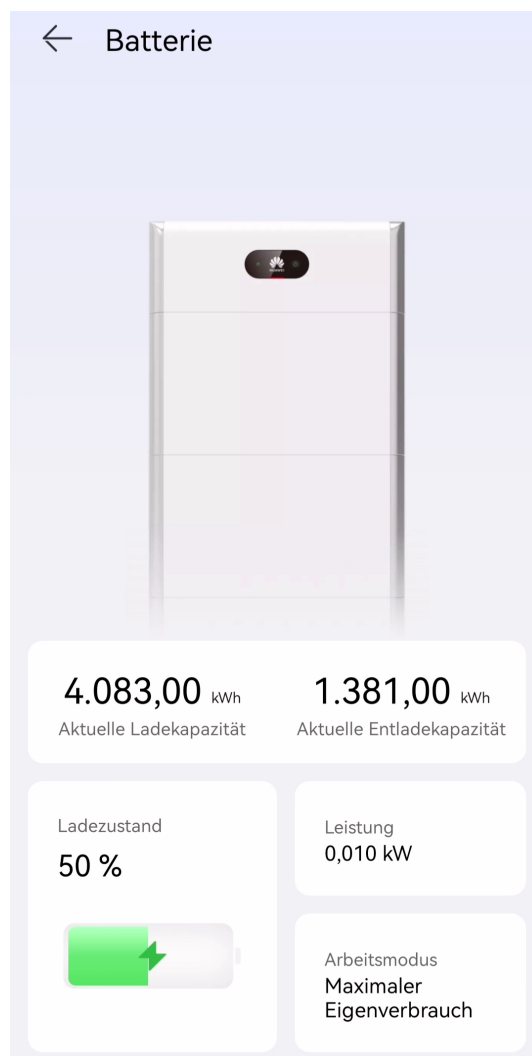 Batterie
HUAWEI
4.083,00 kWh
Aktuelle Ladekapazität
1.381,00 kWh
Aktuelle Entladekapazität
Ladezustand
50 %
Leistung
0,010 kW
Arbeitsmodus
Maximaler
Eigenverbrauch